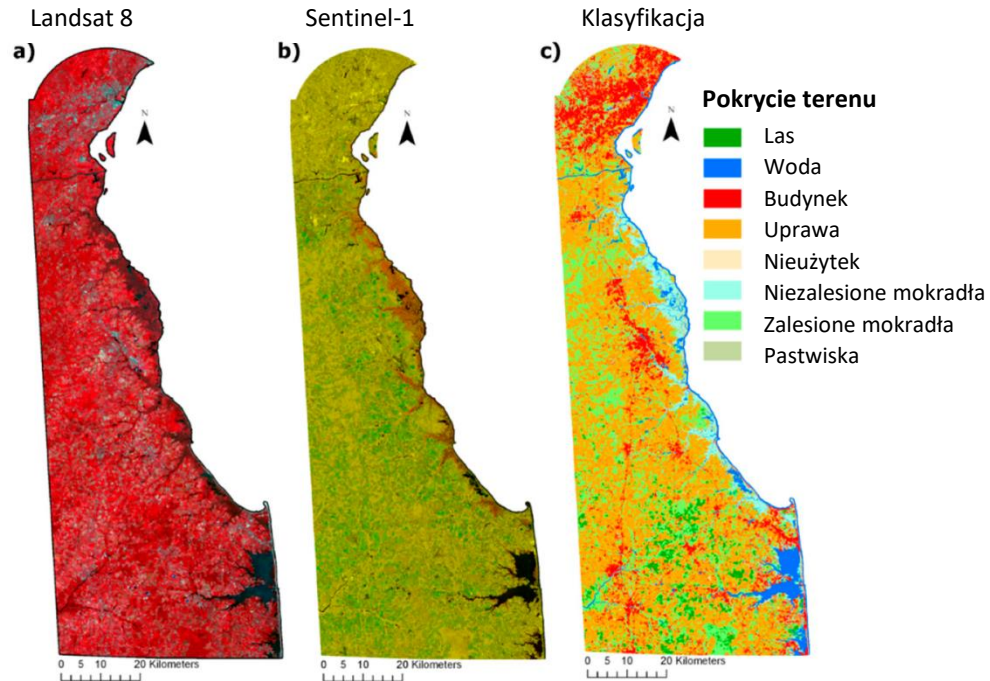 Landsat 8
Sentinel-1
Klasyfikacja
a)
b)
c)
N
N
N
Pokrycie terenu
Las
Woda
Budynek
Uprawa
Nieużytek
Niezalesione mokradła
Zalesione mokradła
Pastwiska
0 5 10 20 Kilometers
0 5 10 20 Kilometers
0 5 10 20 Kilometers